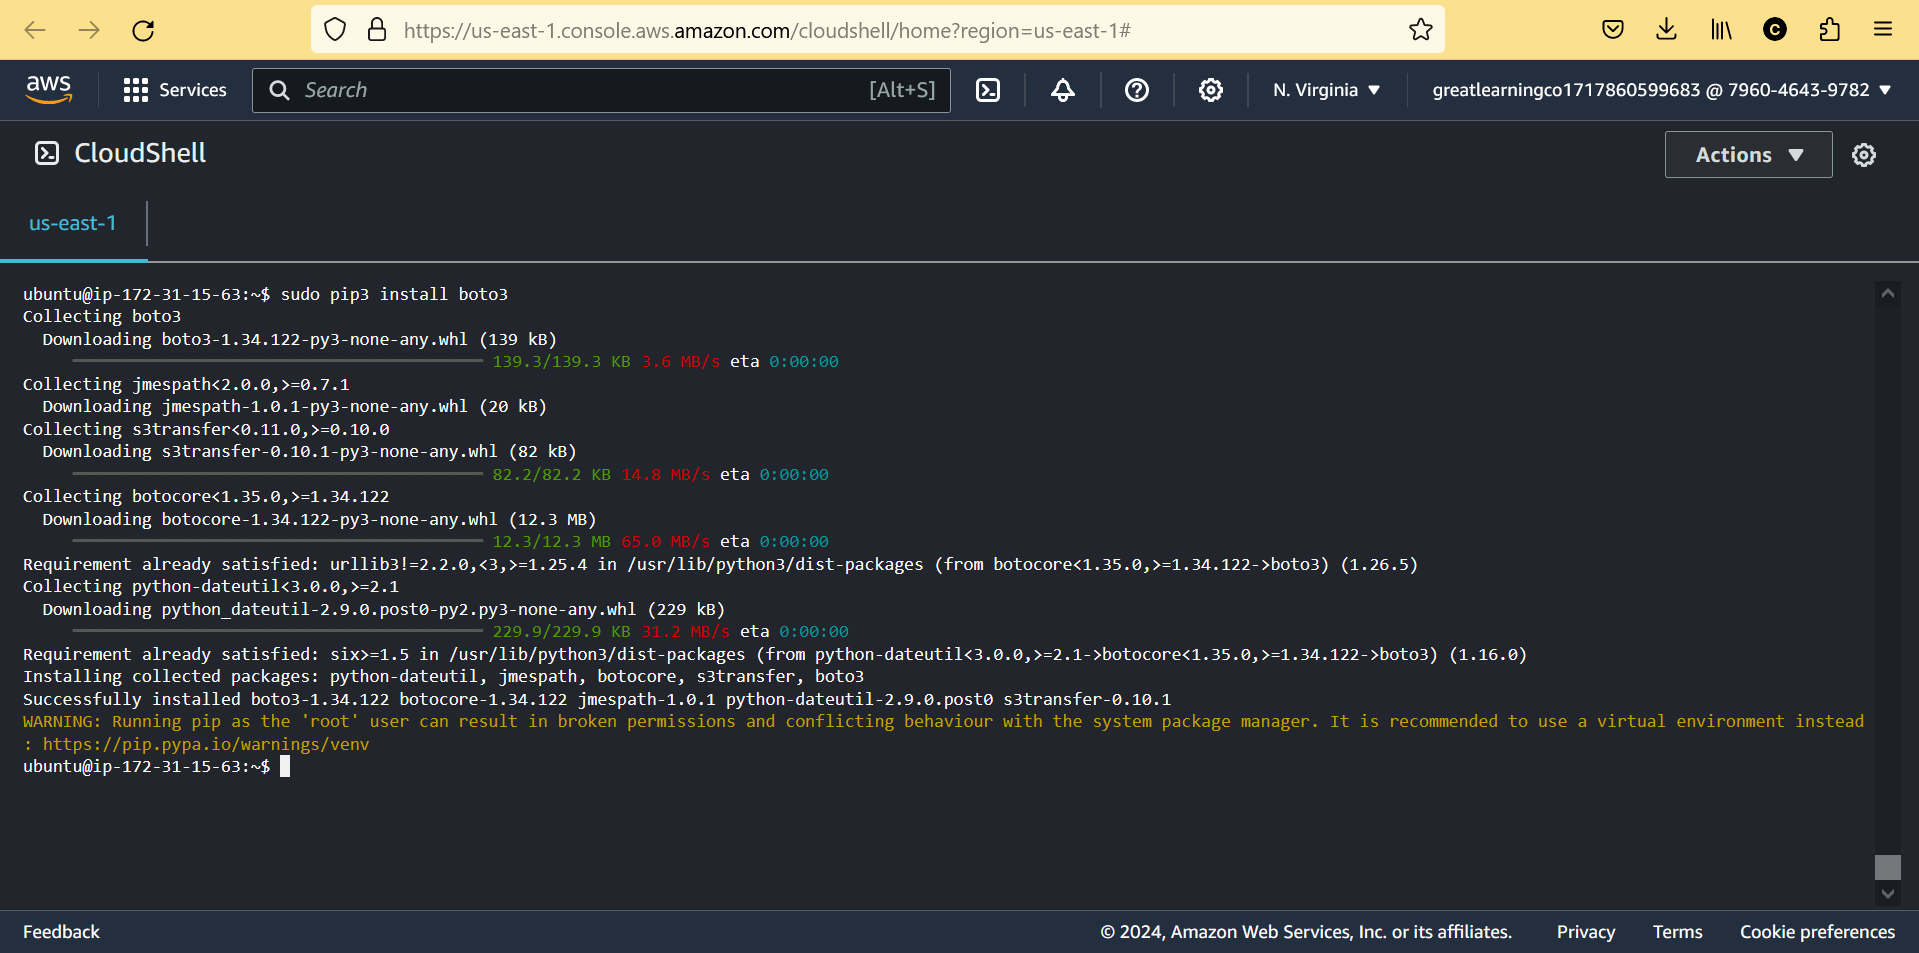 https://us-east-1.console.aws.amazon.com/cloudshell/home?region=us-east-1#
C
aws
Services
Search
[Alt+S]
N. Virginia
greatlearningco1717860599683 @ 7960-4643-9782
CloudShell
Actions
us-east-1
ubuntu@ip-172-31-15-63:~$ sudo pip3 install boto3
Collecting boto3
  Downloading boto3-1.34.122-py3-none-any.whl (139 kB)
139.3/139.3 KB 3.6 MB/s eta 0:00:00
Collecting jmespath<2.0.0,>=0.7.1
  Downloading jmespath-1.0.1-py3-none-any.whl (20 kB)
Collecting s3transfer<0.11.0,>=0.10.0
  Downloading s3transfer-0.10.1-py3-none-any.whl (82 kB)
82.2/82.2 KB 14.8 MB/s eta 0:00:00
Collecting botocore<1.35.0,>=1.34.122
  Downloading botocore-1.34.122-py3-none-any.whl (12.3 MB)
12.3/12.3 MB 65.0 MB/s eta 0:00:00
Requirement already satisfied: urllib3!=2.2.0,<3,>=1.25.4 in /usr/lib/python3/dist-packages (from botocore<1.35.0,>=1.34.122->boto3) (1.26.5)
Collecting python-dateutil<3.0.0,>=2.1
  Downloading python_dateutil-2.9.0.post0-py2.py3-none-any.whl (229 kB)
229.9/229.9 KB 31.2 MB/s eta 0:00:00
Requirement already satisfied: six>=1.5 in /usr/lib/python3/dist-packages (from python-dateutil<3.0.0,>=2.1->botocore<1.35.0,>=1.34.122->boto3) (1.16.0)
Installing collected packages: python-dateutil, jmespath, botocore, s3transfer, boto3
Successfully installed boto3-1.34.122 botocore-1.34.122 jmespath-1.0.1 python-dateutil-2.9.0.post0 s3transfer-0.10.1
WARNING: Running pip as the 'root' user can result in broken permissions and conflicting behaviour with the system package manager. It is recommended to use a virtual environment instead
: https://pip.pypa.io/warnings/venv
ubuntu@ip-172-31-15-63:~$
Feedback
© 2024, Amazon Web Services, Inc. or its affiliates.
Privacy
Terms
Cookie preferences